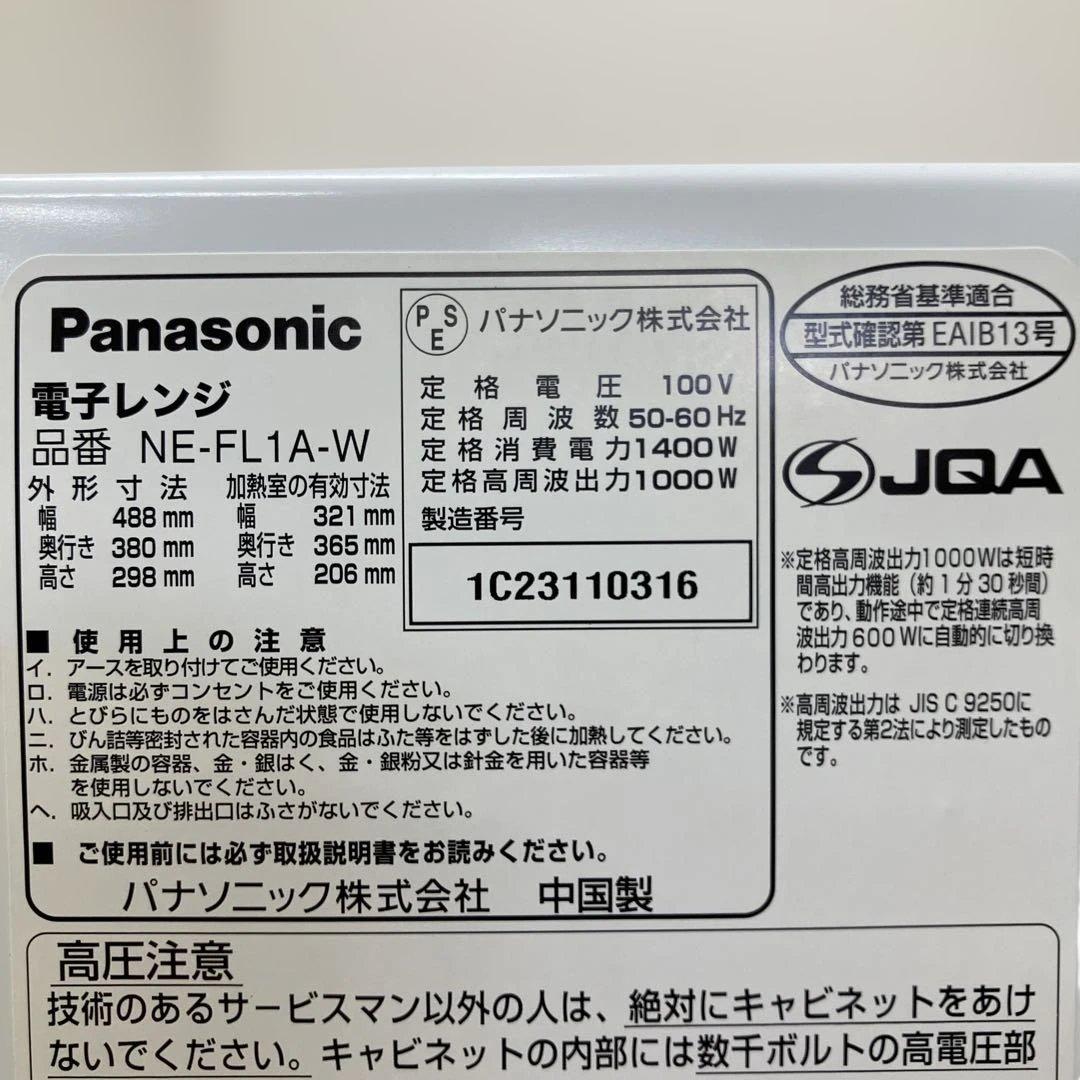 Panasonic
電子レンジ
品番 NE-FL1A-W
外形寸法 加熱室の有効寸法
幅 488 mm 幅 321 mm
奥行き 380 mm 奥行き 365 mm
高さ 298 mm 高さ 206 mm
PSE パナソニック株式会社
定格電圧 100V
定格周波数 50-60Hz
定格消費電力1400W
定格高周波出力1000W
製造番号
1C23110316
■ 使用上の注意
イ. アースを取り付けてご使用ください。
ロ. 電源は必ずコンセントをご使用ください。
ハ. とびらにものをはさんだ状態で使用しないでください。
ニ. びん詰等密封された容器内の食品はふた等をはずした後に加熱してください。
ホ. 金属製の容器、金・銀はく、金・銀粉又は針金を用いた容器等
を使用しないでください。
ヘ. 吸入口及び排出口はふさがないでください。
■ ご使用前には必ず取扱説明書をお読みください。
パナソニック株式会社 中国製
総務省基準適合
型式確認第EAIB13号
パナソニック株式会社
JQA
※定格高周波出力1000Wは短時
間高出力機能（約1分30秒間）
であり、動作途中で定格連続高周
波出力600Wに自動的に切り換
わります。
※高周波出力は JIS C 9250に
規定する第2法により測定したもの
です。
高圧注意
技術のあるサービスマン以外の人は、絶対にキャビネットをあけ
ないでください。キャビネットの内部には数千ボルトの高電圧部